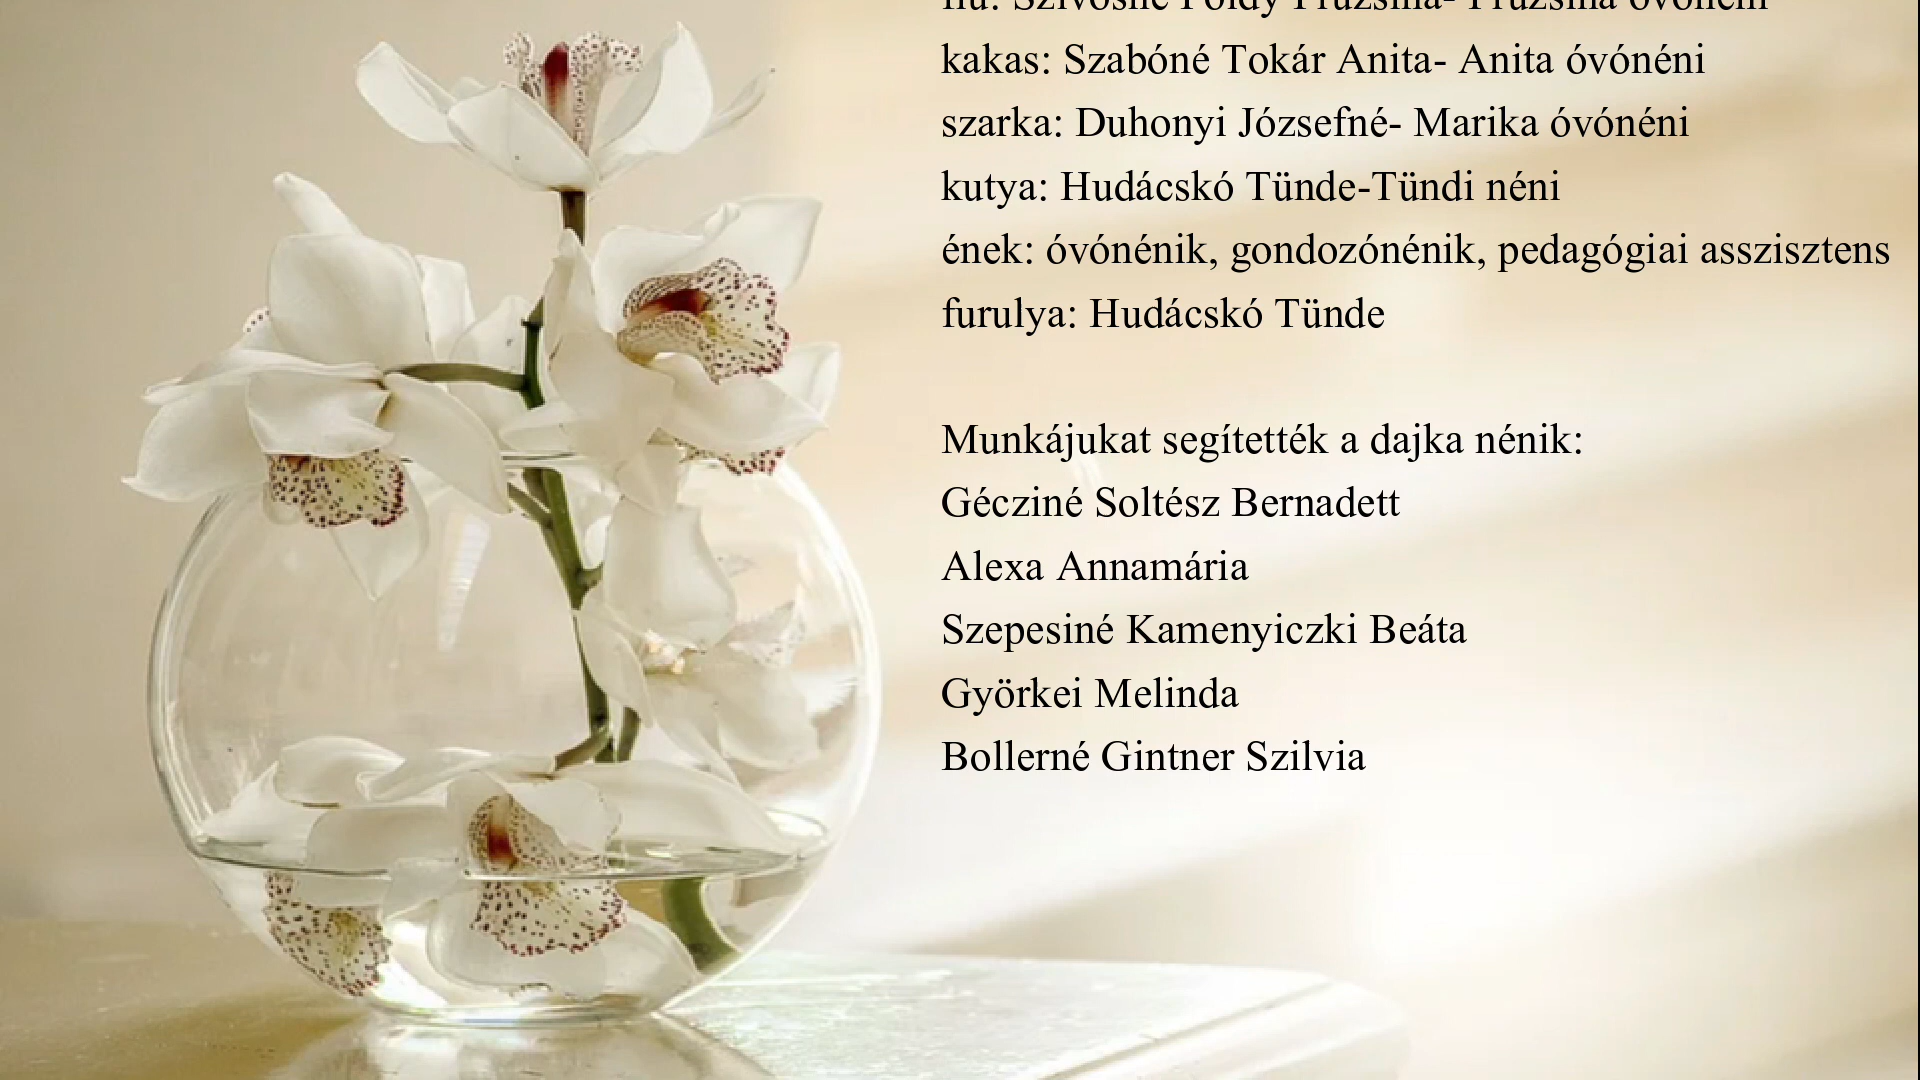 kakas: Szabóné Tokár Anita- Anita óvónéni
szarka: Duhonyi Józsefné- Marika óvónéni
kutya: Hudácskó Tünde-Tündi néni
ének: óvónénik, gondozónénik, pedagógiai asszisztens
furulya: Hudácskó Tünde
Munkájukat segítették a dajka nénik:
Gécziné Soltész Bernadett
Alexa Annamária
Szepesiné Kamenyiczki Beáta
Györkei Melinda
Bollerné Gintner Szilvia